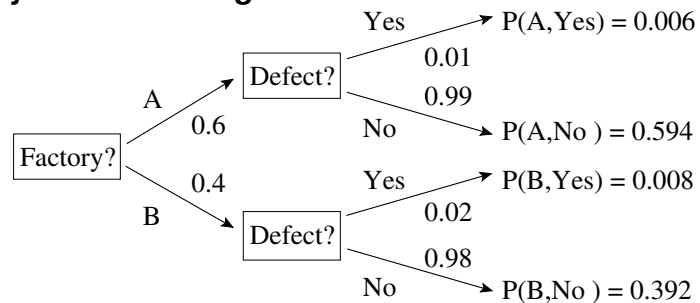 Yes
P(A,Yes) = 0.006
0.01
Defect?
0.99
A
0.6
No
P(A,No ) = 0.594
Factory?
0.4
Yes
P(B,Yes) = 0.008
B
0.02
Defect?
0.98
No
P(B,No ) = 0.392